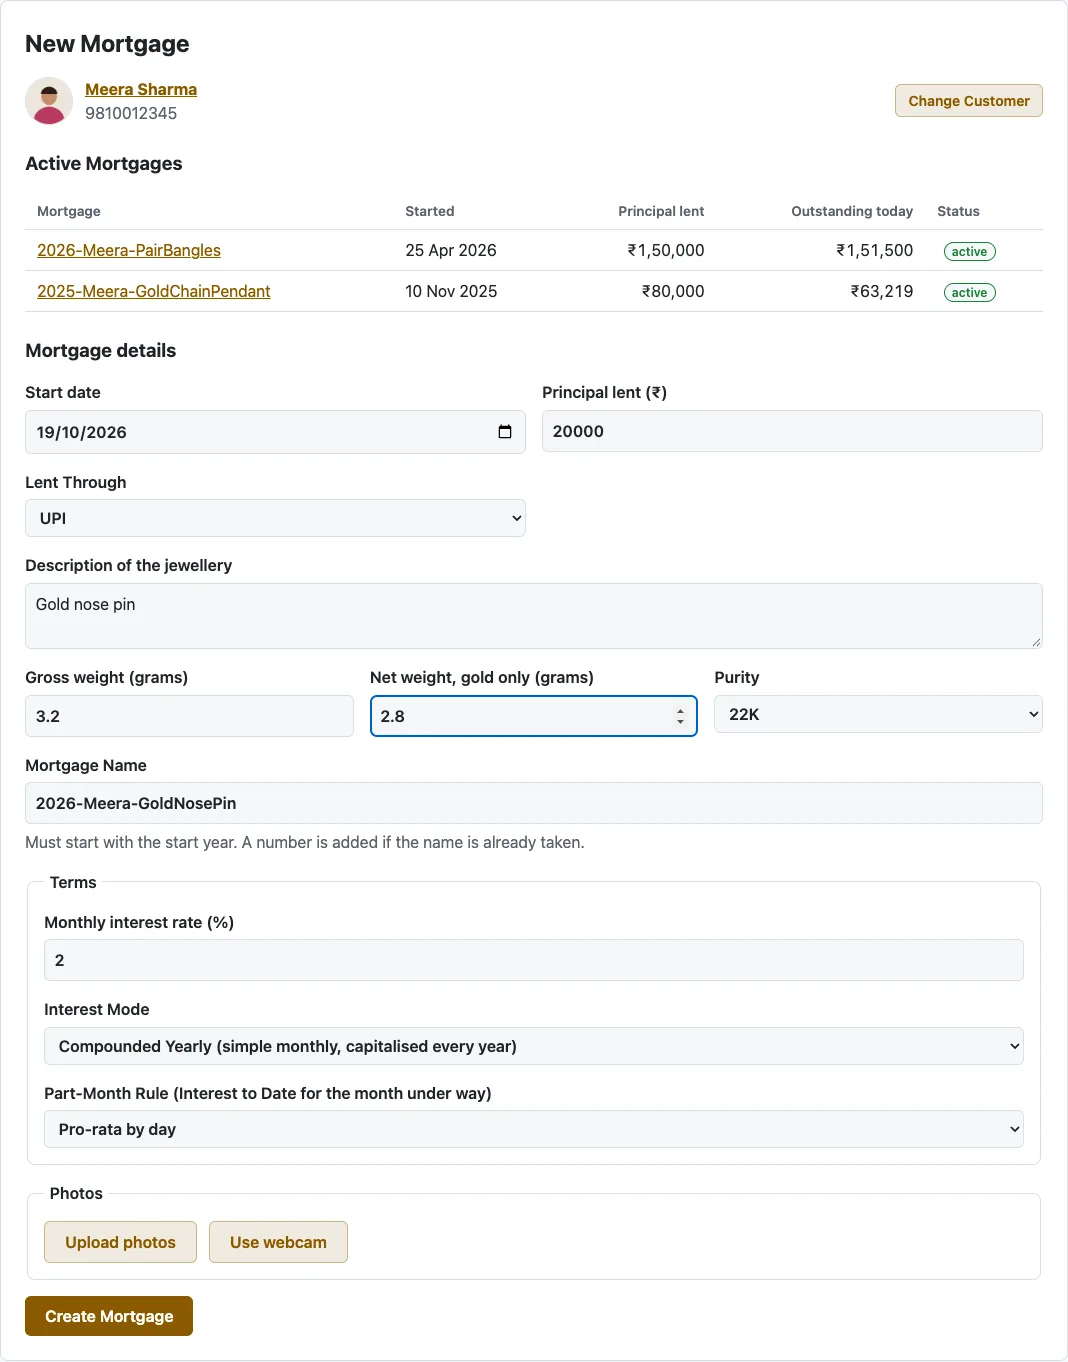 New Mortgage
Meera Sharma
9810012345
Change Customer
Active Mortgages
Mortgage Started Principal lent Outstanding today Status
2026-Meera-PairBangles 25 Apr 2026 ₹1,50,000 ₹1,51,500 active
2025-Meera-GoldChainPendant 10 Nov 2025 ₹80,000 ₹63,219 active
Mortgage details
Start date Principal lent (₹)
19/10/2026 20000
Lent Through
UPI
Description of the jewellery
Gold nose pin
Gross weight (grams) Net weight, gold only (grams) Purity
3.2 2.8 22K
Mortgage Name
2026-Meera-GoldNosePin
Must start with the start year. A number is added if the name is already taken.
Terms
Monthly interest rate (%)
2
Interest Mode
Compounded Yearly (simple monthly, capitalised every year)
Part-Month Rule (Interest to Date for the month under way)
Pro-rata by day
Photos
Upload photos Use webcam
Create Mortgage